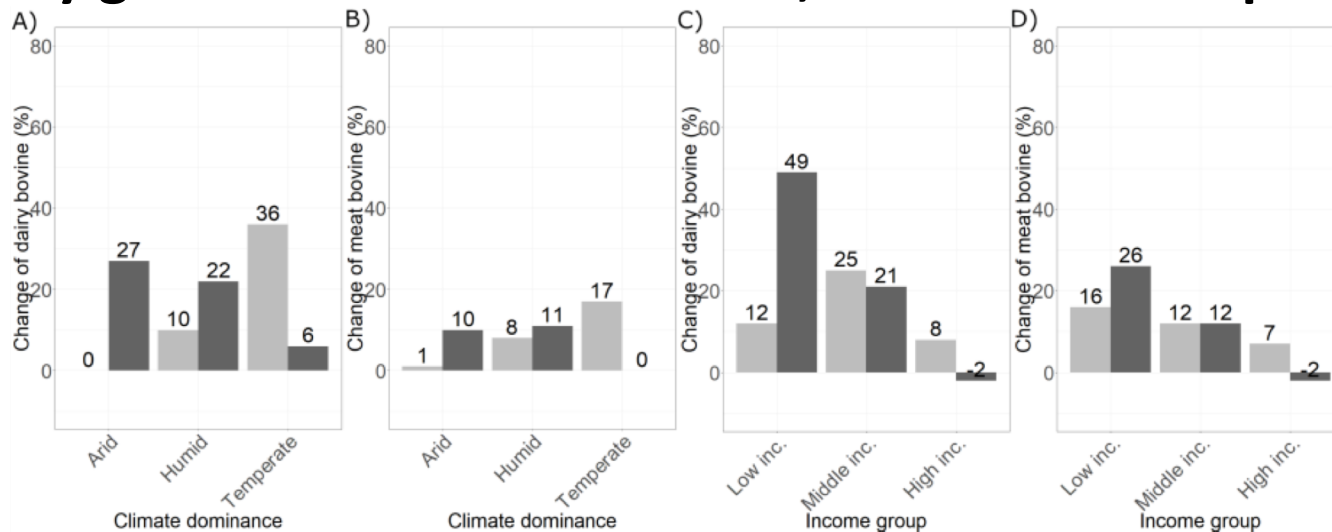 A)
80
60
40
20
0
Change of dairy bovine (%)
0
27
10
22
36
6
Arid
Humid
Temperate
Climate dominance
B)
80
60
40
20
0
Change of meat bovine (%)
1
10
8
11
17
0
Arid
Humid
Temperate
Climate dominance
C)
80
60
40
20
0
Change of dairy bovine (%)
12
49
25
21
8
-2
Low inc.
Middle inc.
High inc.
Income group
D)
80
60
40
20
0
Change of meat bovine (%)
16
26
12
12
7
-2
Low inc.
Middle inc.
High inc.
Income group